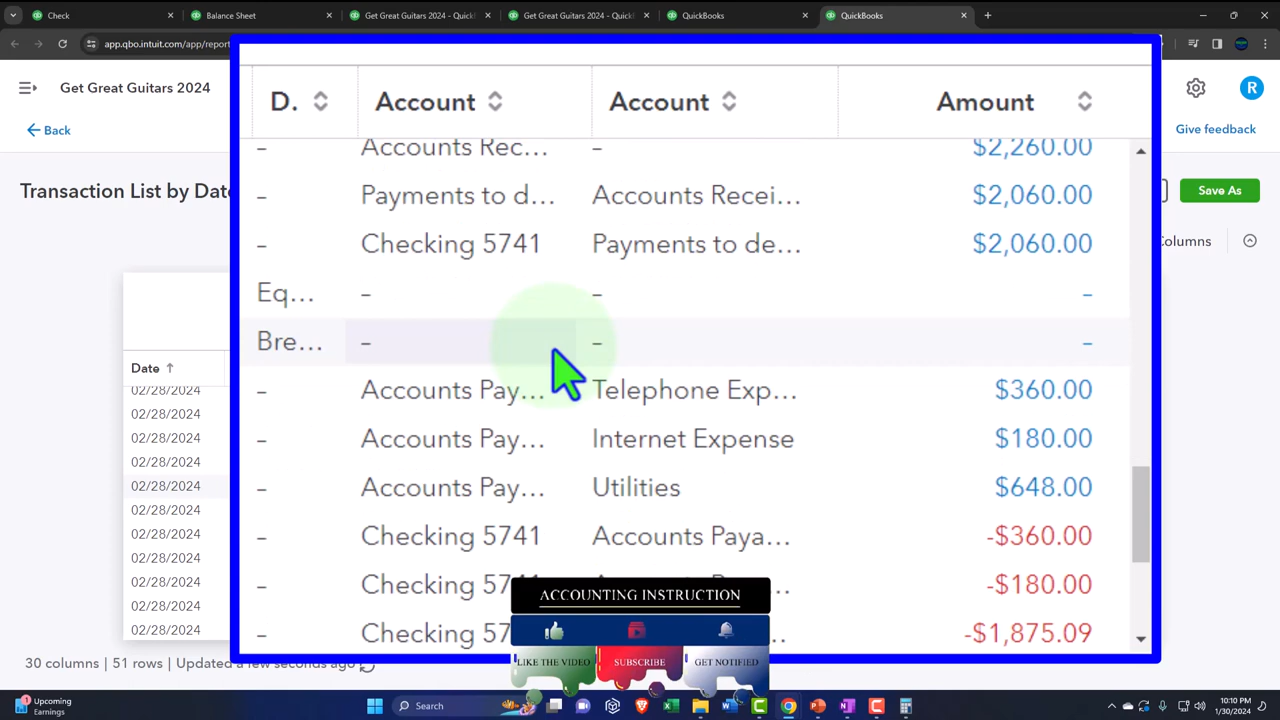 Check
Balance Sheet
Get Great Guitars 2024 - Quick
Get Great Guitars 2024 - Quick
QuickBooks
QuickBooks
app.qbo.intuit.com/app/report
Get Great Guitars 2024
R
Back
Give feedback
Transaction List by Date
Save As
Columns
D. Account Account Amount
- Accounts Rec... - $2,260.00
- Payments to d... Accounts Recei... $2,060.00
- Checking 5741 Payments to de... $2,060.00
Eq... - - -
Bre... - - -
- Accounts Pay... Telephone Exp... $360.00
- Accounts Pay... Internet Expense $180.00
- Accounts Pay... Utilities $648.00
- Checking 5741 Accounts Paya... -$360.00
- Checking -$180.00
- Checking -$1,875.09
Date
02/28/2024
02/28/2024
02/28/2024
02/28/2024
02/28/2024
02/28/2024
02/28/2024
02/28/2024
02/28/2024
02/28/2024
02/28/2024
30 columns | 51 rows | Updated a few seconds ago
ACCOUNTING INSTRUCTION
LIKE THE VIDEO
SUBSCRIBE
GET NOTIFIED
Upcoming
Earnings
Search
10:10 PM
1/30/2024